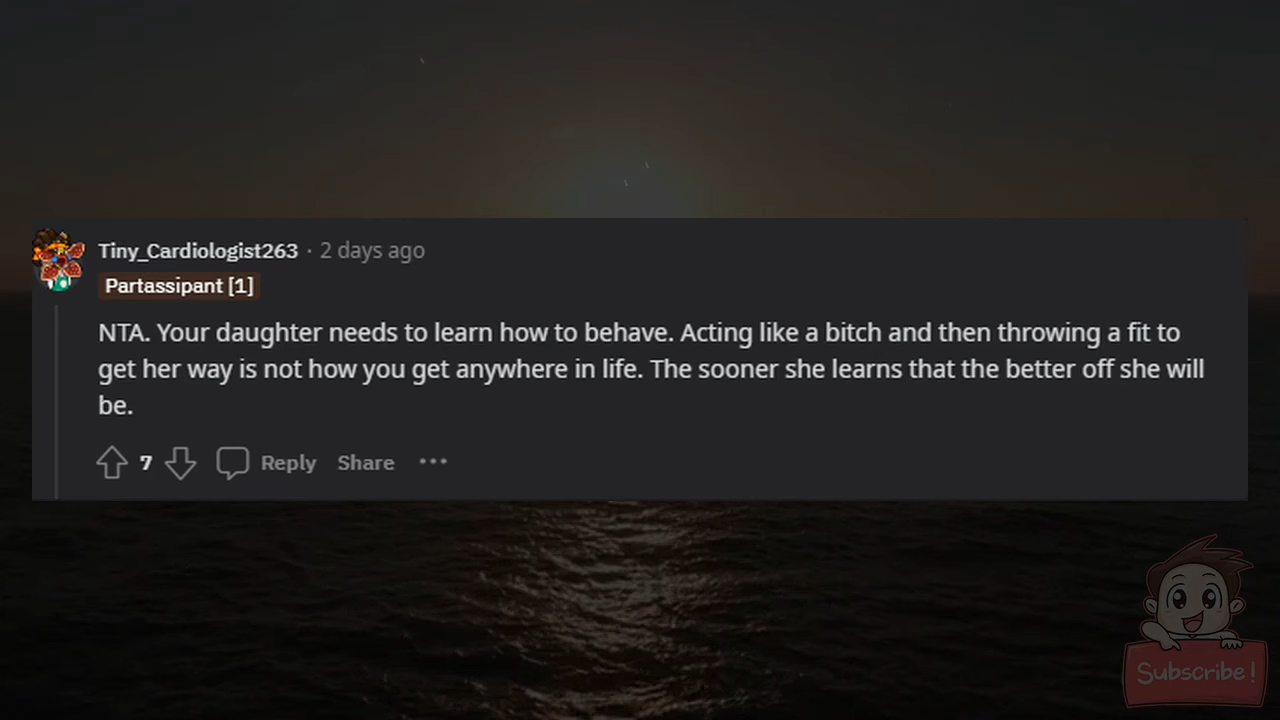 Tiny_Cardiologist263 · 2 days ago
Partassipant [1]
NTA. Your daughter needs to learn how to behave. Acting like a bitch and then throwing a fit to
get her way is not how you get anywhere in life. The sooner she learns that the better off she will
be.
7 Reply Share ···
Subscribe!